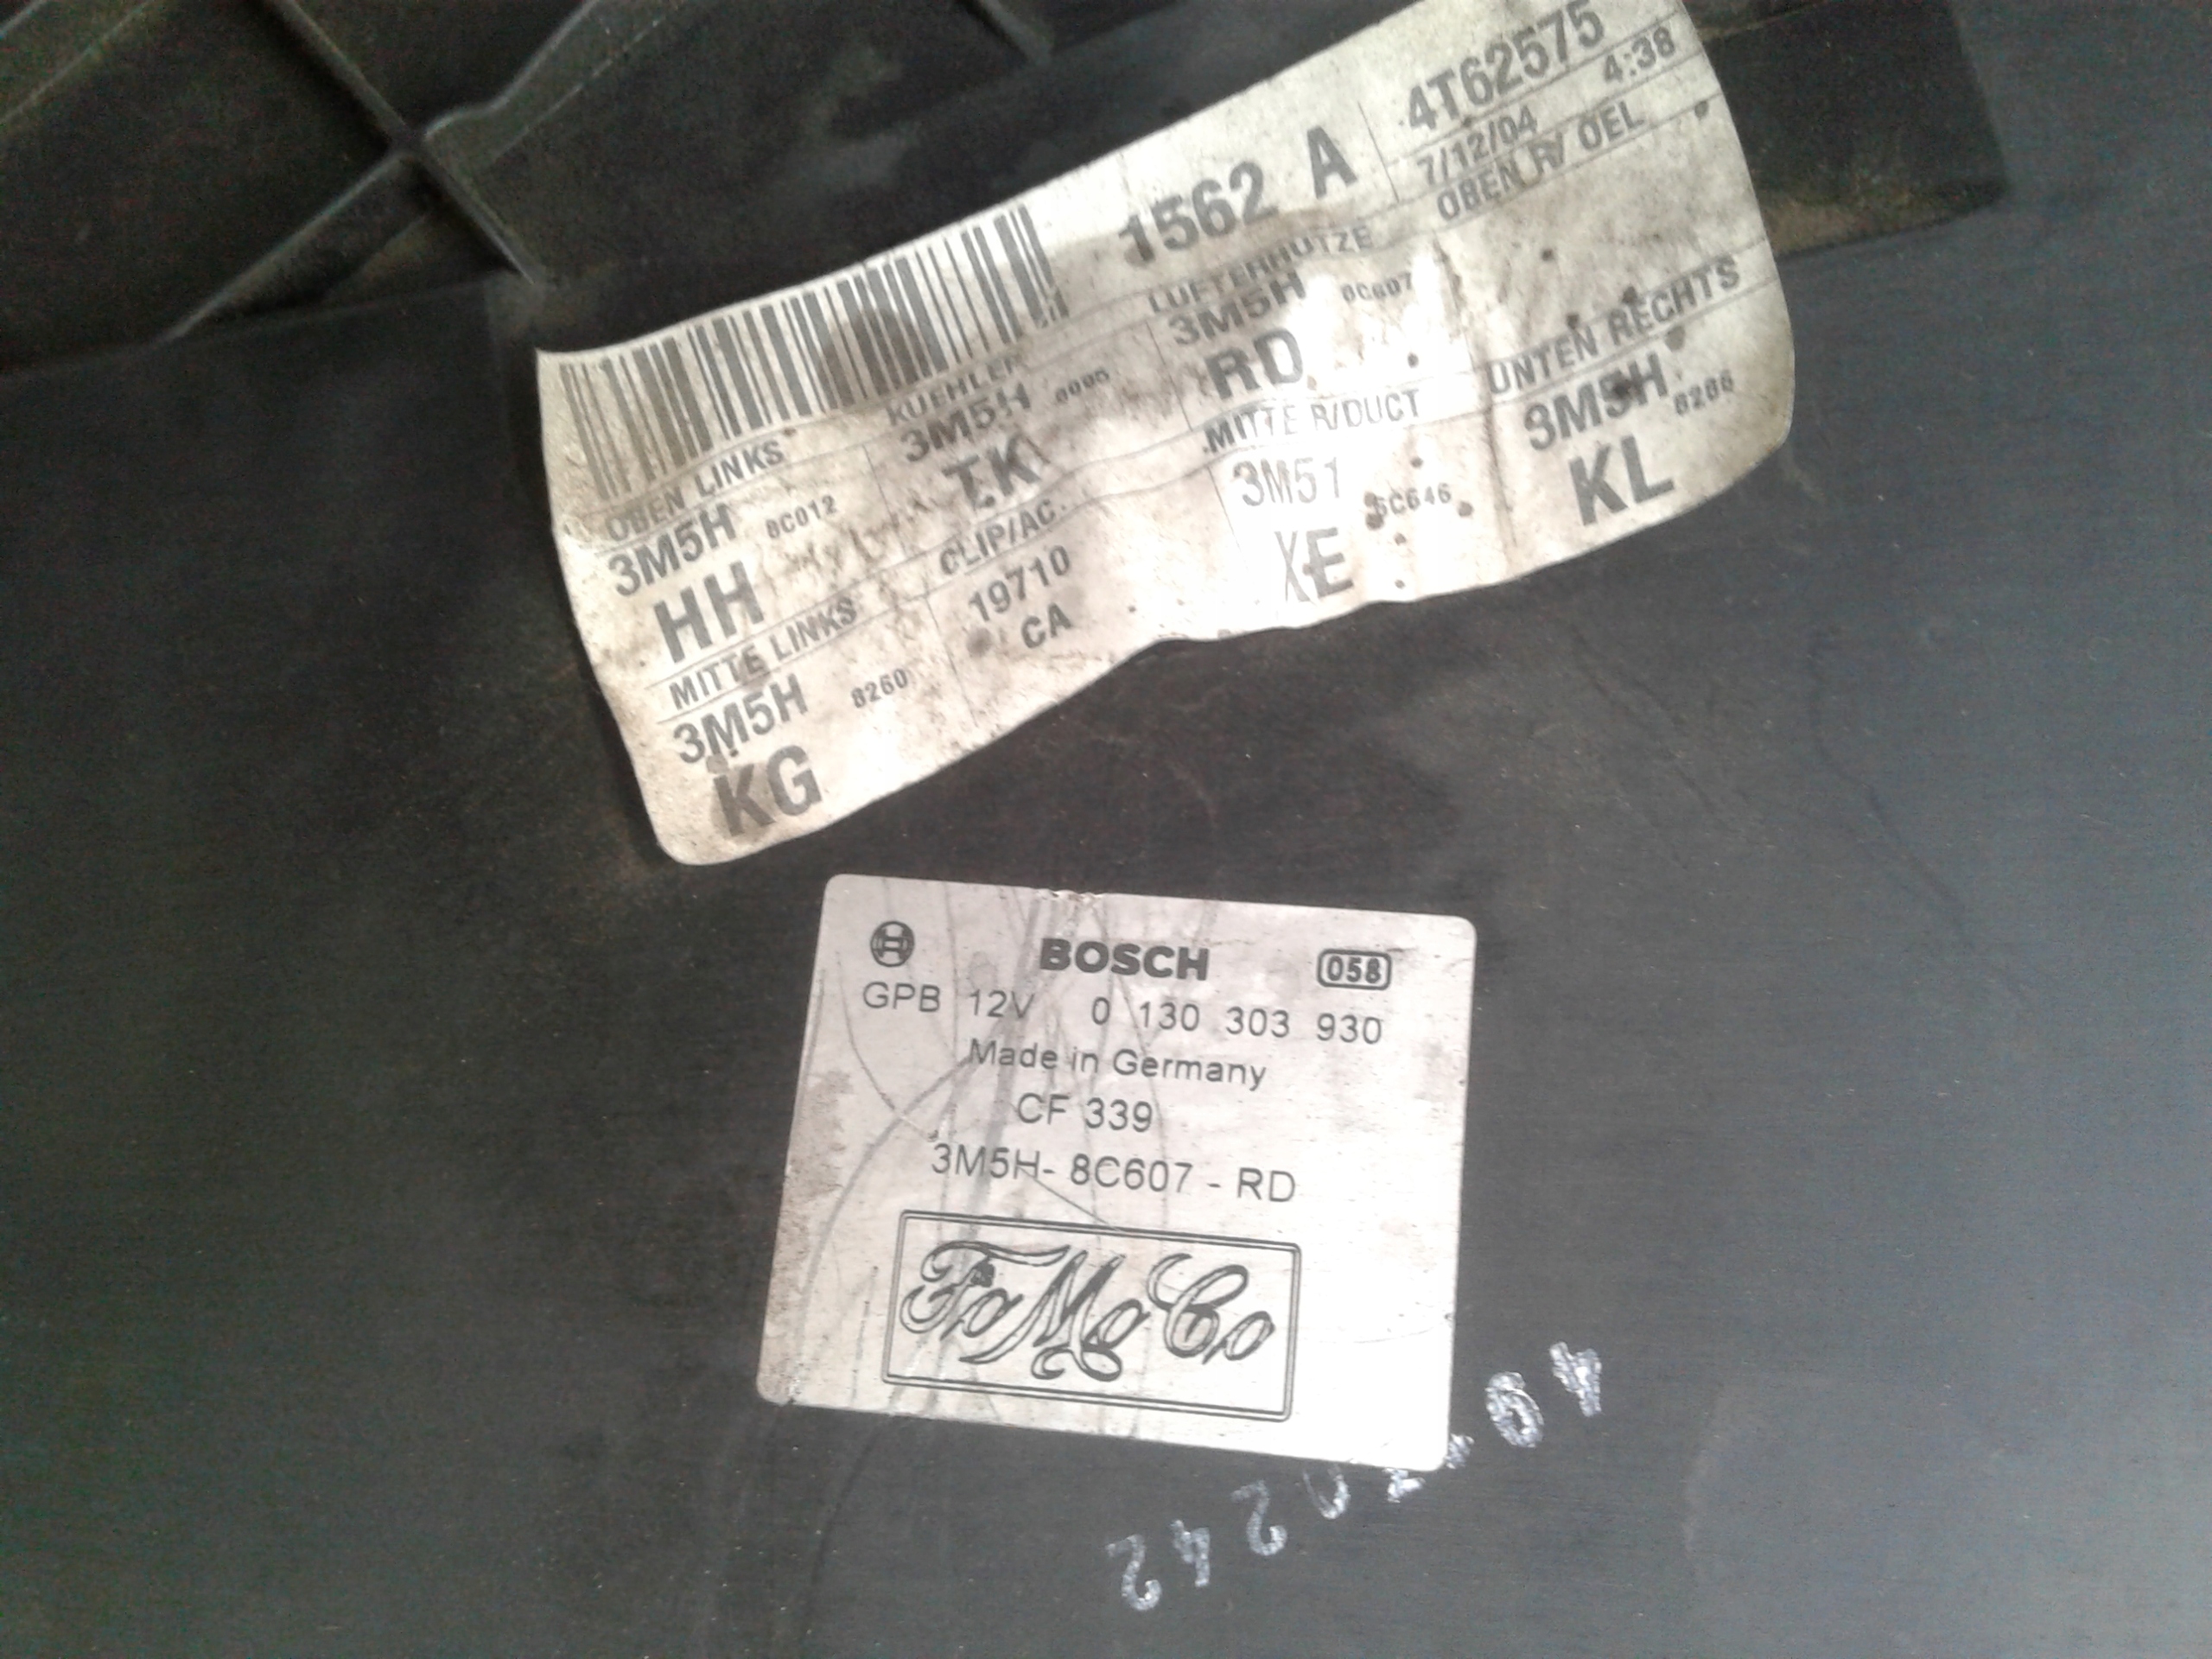 1562 A
4T62575
7/12/04 4:38
OBEN R/ OEL
OBEN LINKS
3M5H 8C012
HH
KUEHLER
3M5H
TK
LUFTERHUTZE
3M5H 8C607
RD
MITTE LINKS
3M5H 8260
KG
CLIP/AC.
19710
CA
MITTE R/DUCT
3M51 6C646
XE
UNTEN RECHTS
3M5H 8286
KL
BOSCH 058
GPB 12V 0 130 303 930
Made in Germany
CF 339
3M5H- 8C607 - RD
FoMoCo